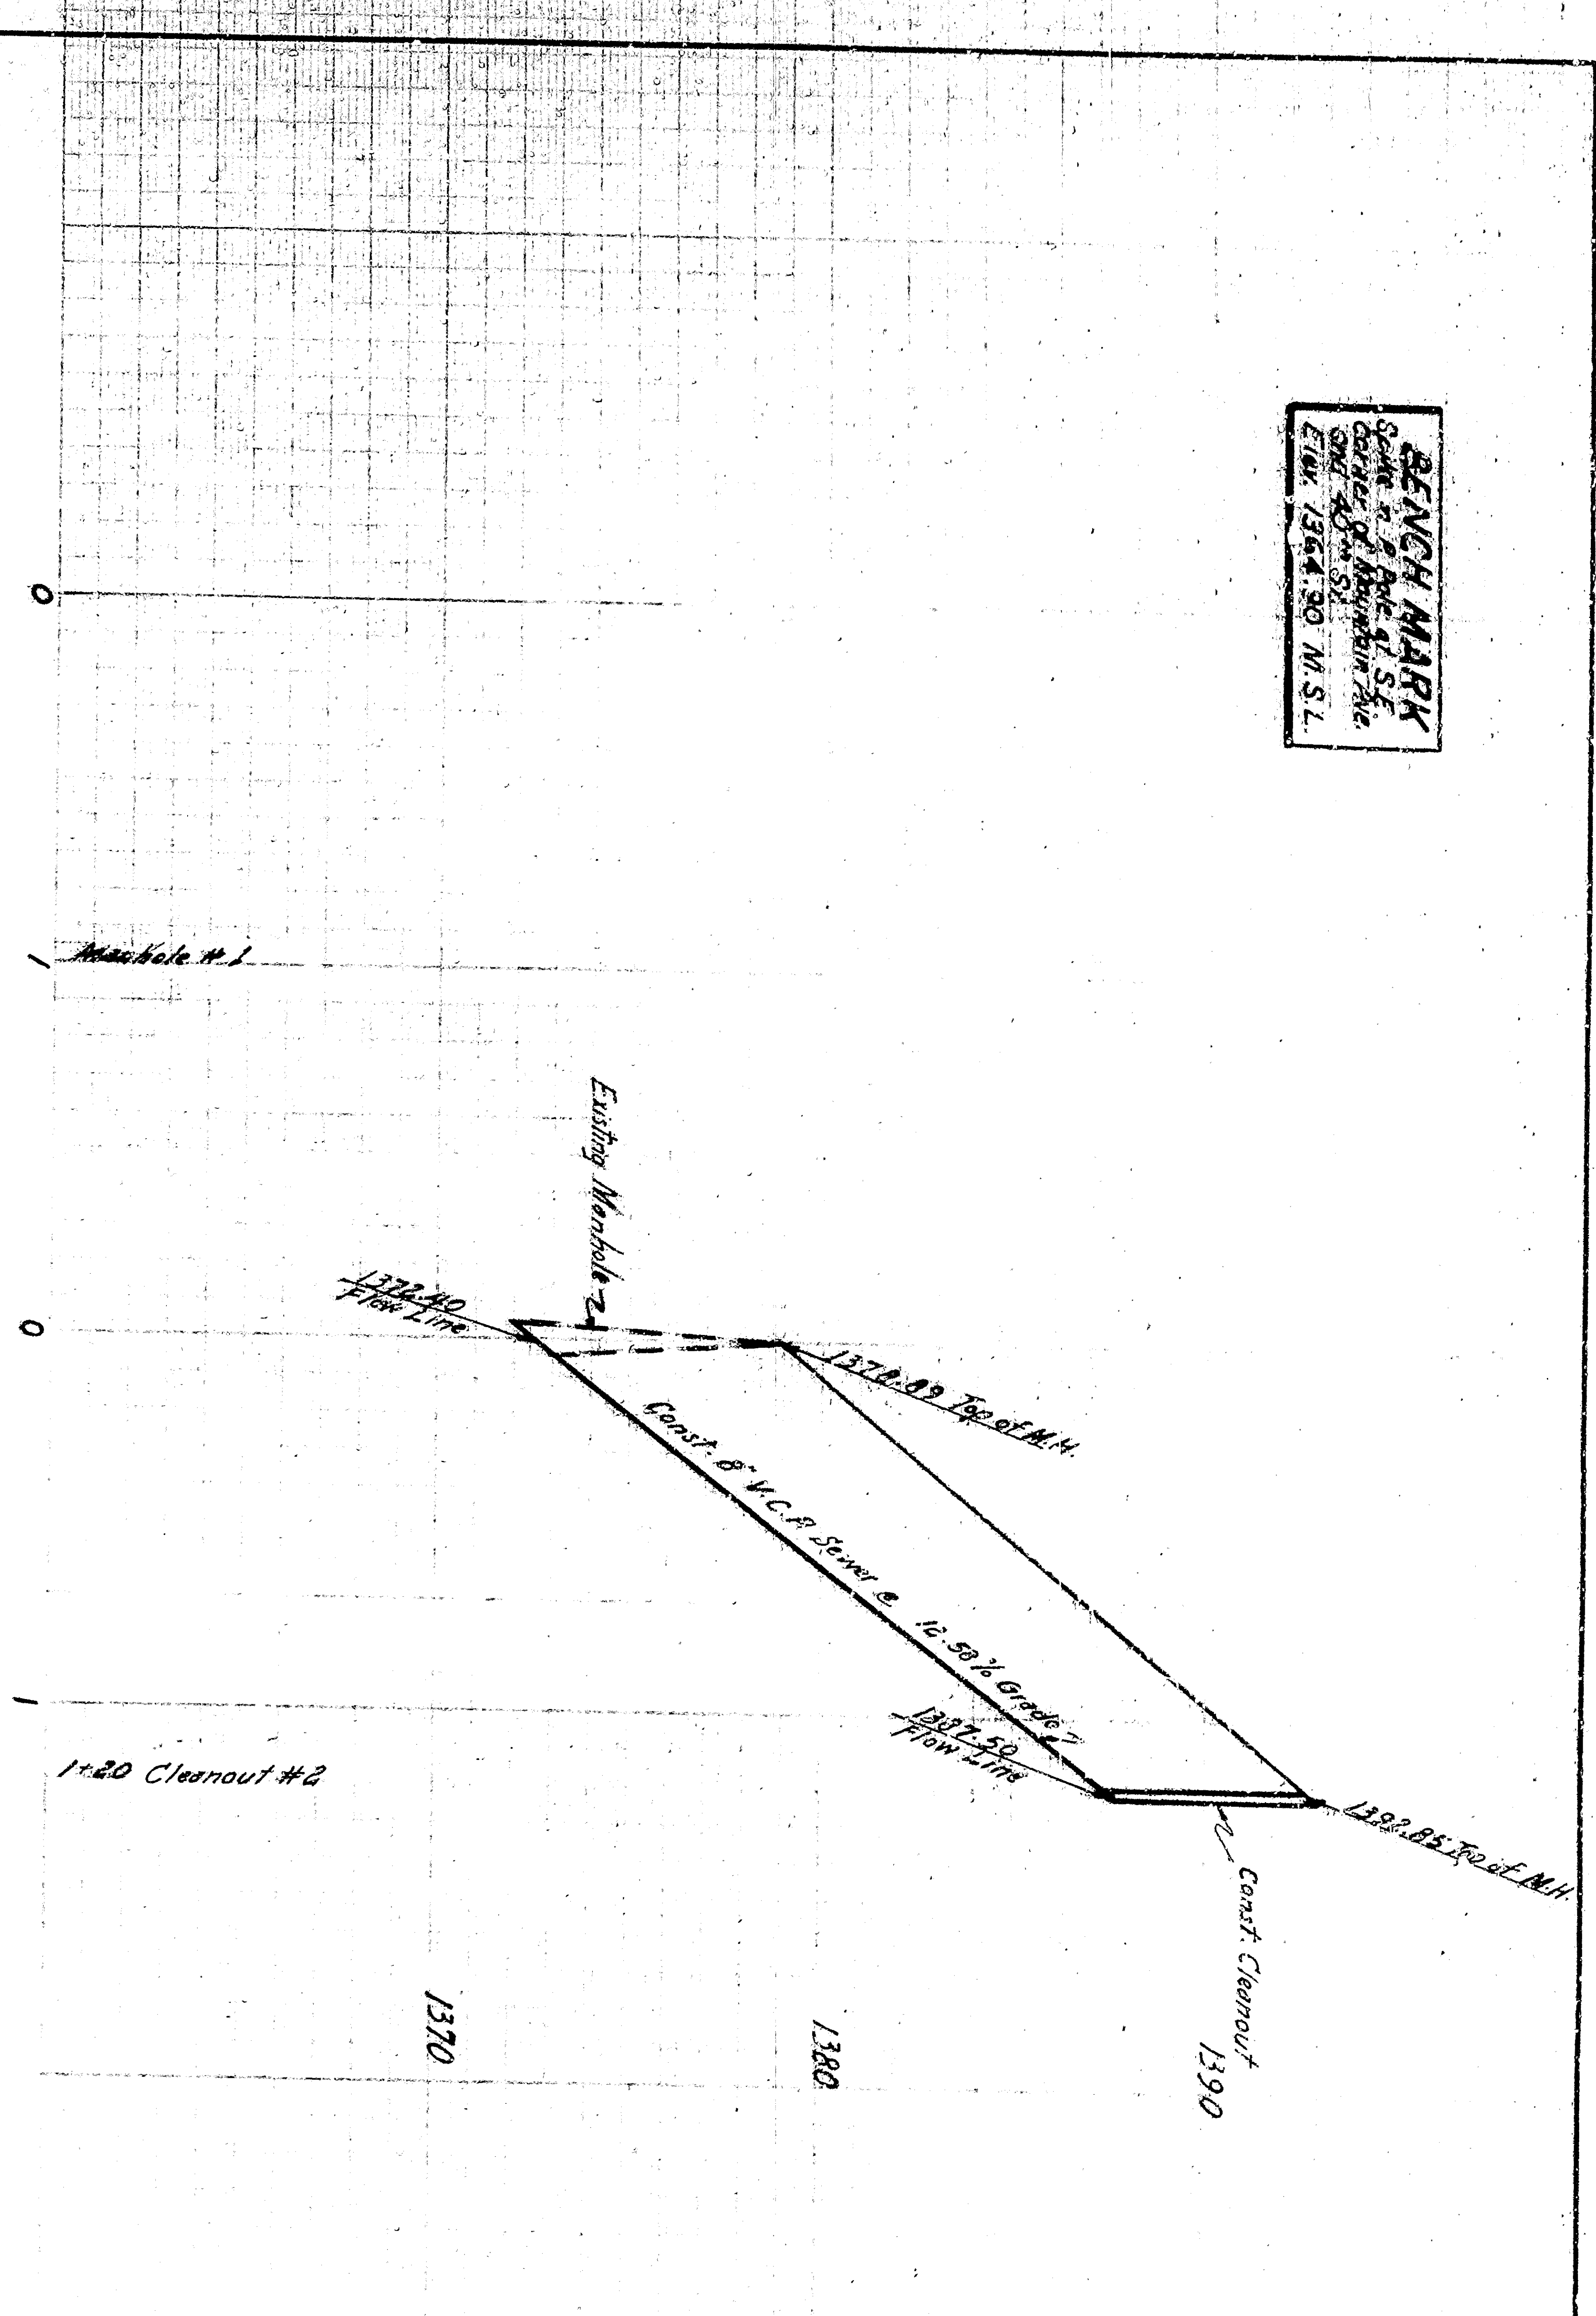 BENCH MARK
Spike in P. Pole at S.E.
Corner of Mountain Ave.
and 40th St.
Elev. 1364.90 M.S.L.
0
1
Manhole #1
Existing Manhole
1372.40
Flow Line
0
1378.89 Top of M.H.
Const. 8" V.C.P. Sewer @ 12.58% Grade
1387.50
Flow Line
1
1+20 Cleanout #2
1392.85 Top of M.H.
Const. Cleanout
1370
1380
1390